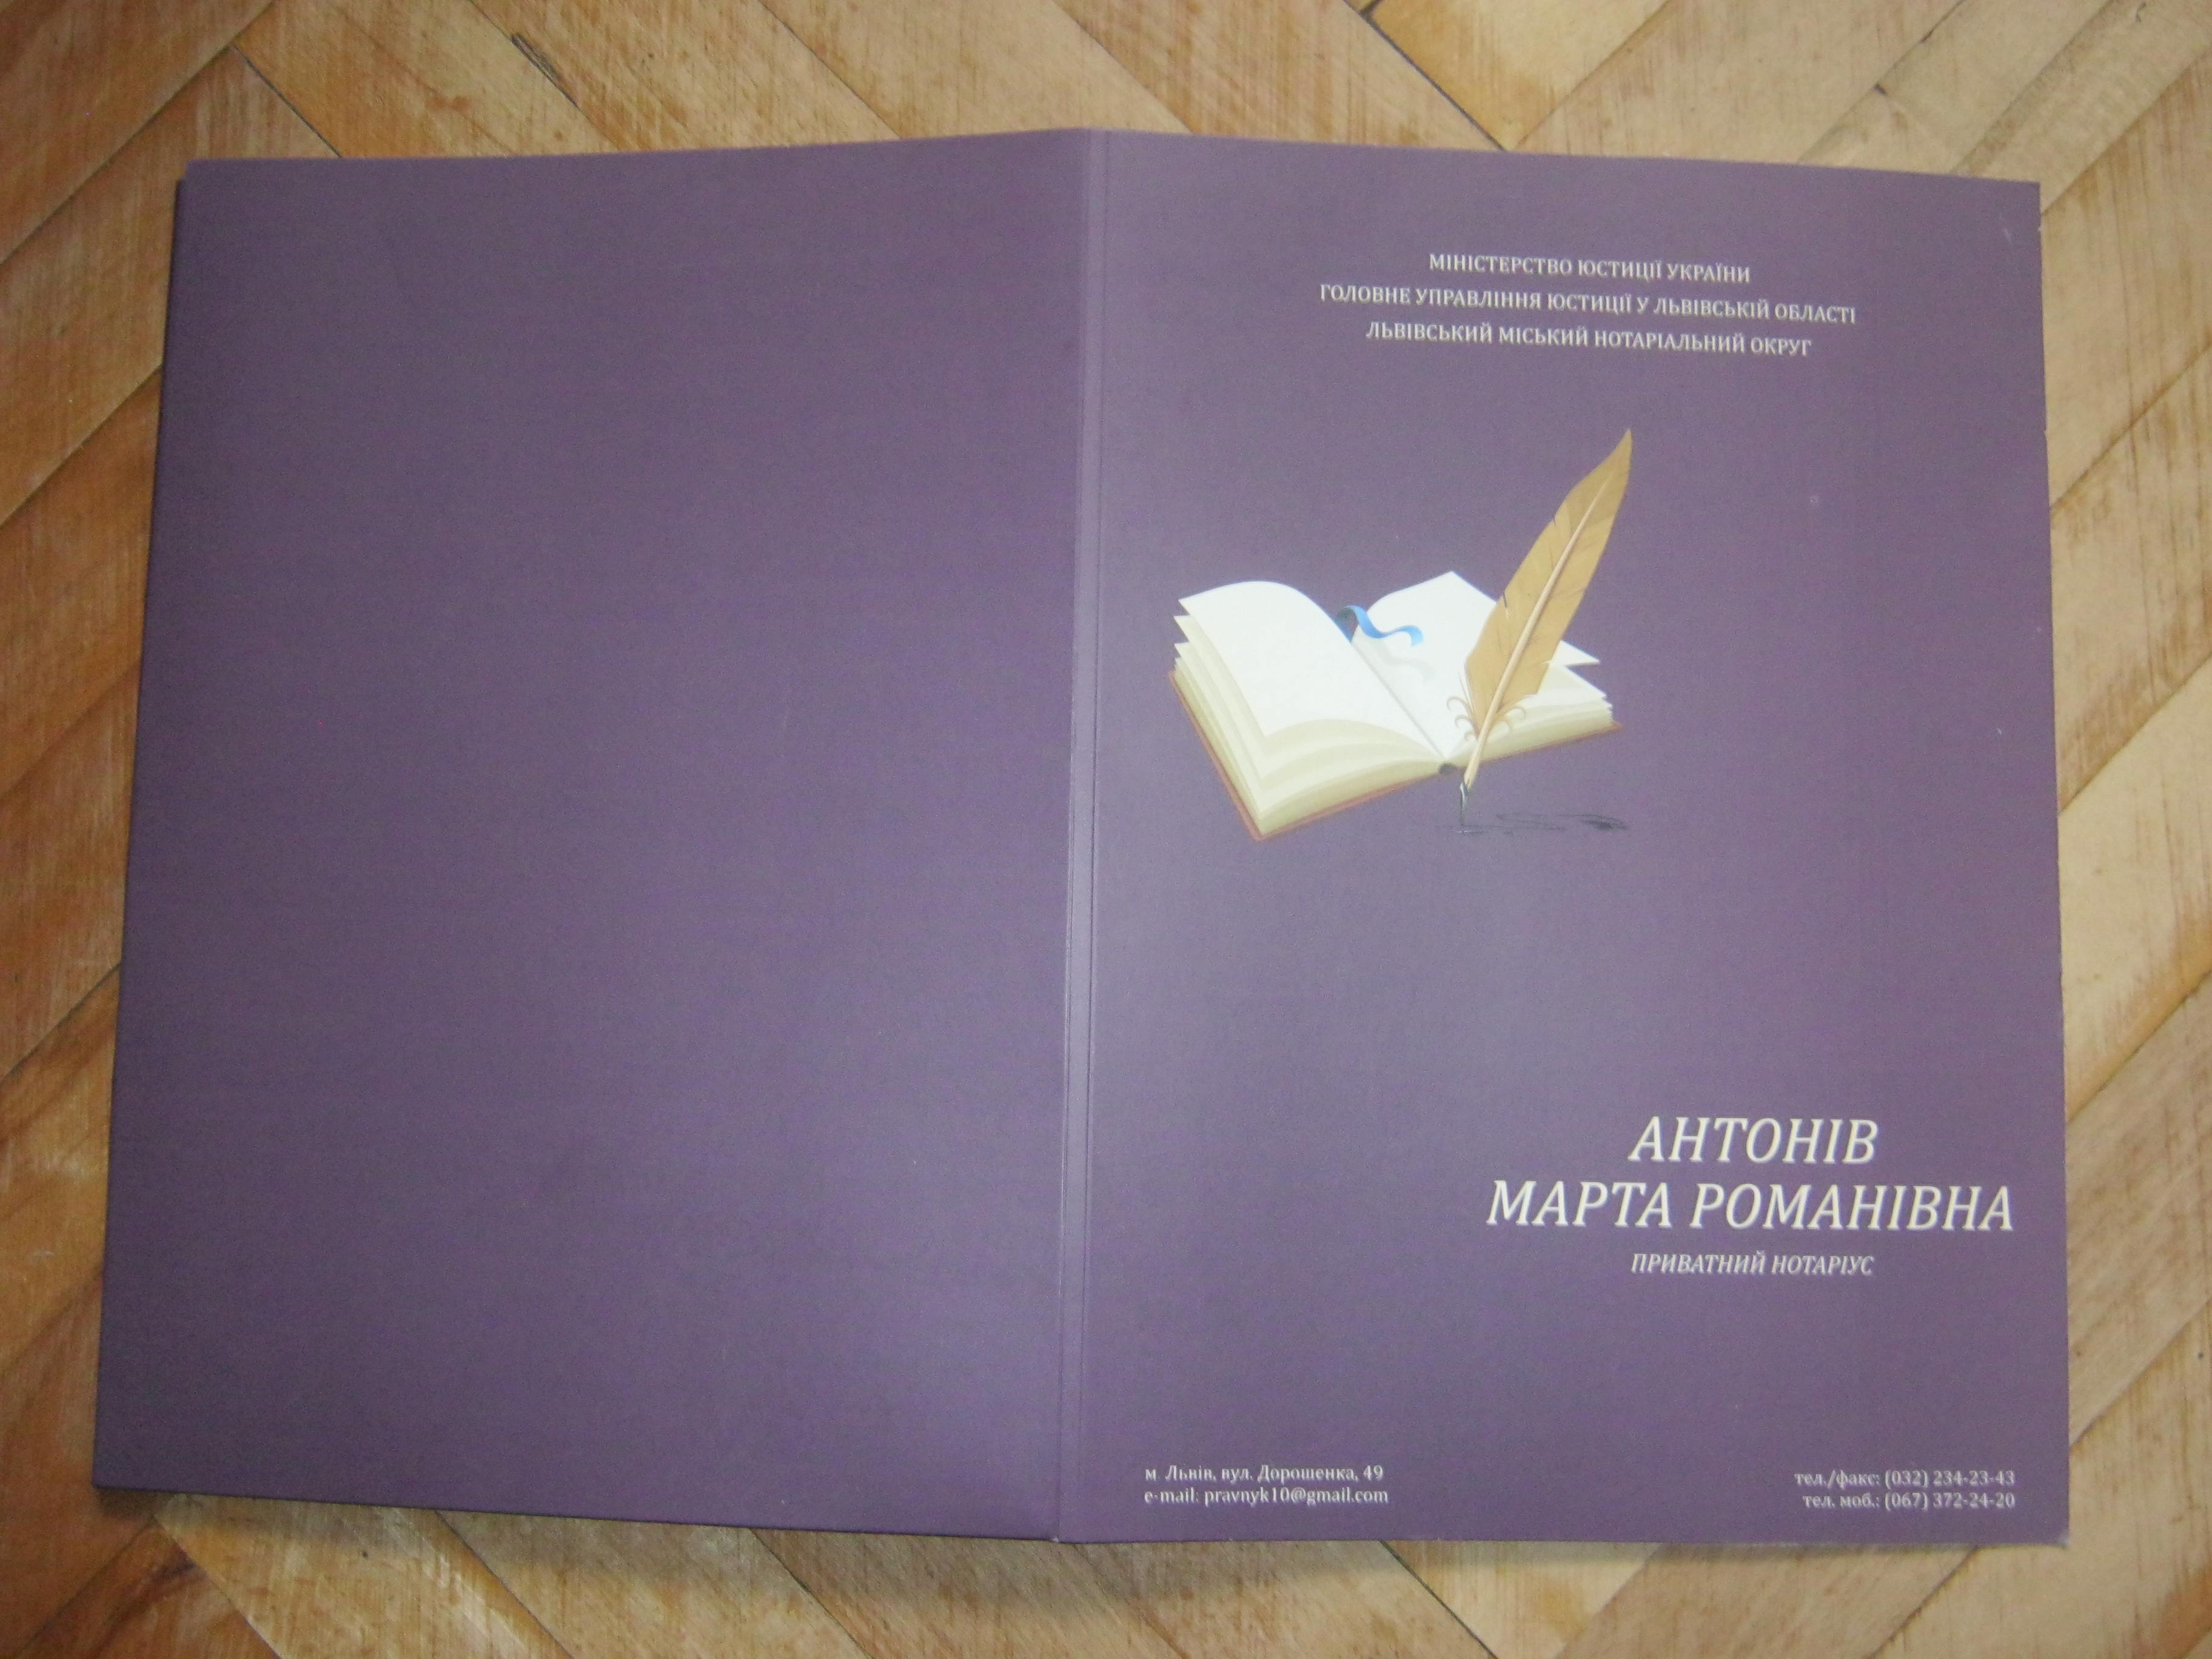 МІНІСТЕРСТВО ЮСТИЦІЇ УКРАЇНИ
ГОЛОВНЕ УПРАВЛІННЯ ЮСТИЦІЇ У ЛЬВІВСЬКІЙ ОБЛАСТІ
ЛЬВІВСЬКИЙ МІСЬКИЙ НОТАРІАЛЬНИЙ ОКРУГ
АНТОНІВ
МАРТА РОМАНІВНА
ПРИВАТНИЙ НОТАРІУС
м. Львів, вул. Дорошенка, 49
e-mail: pravnyk10@gmail.com
тел./факс: (032) 234-23-43
тел. моб.: (067) 372-24-20